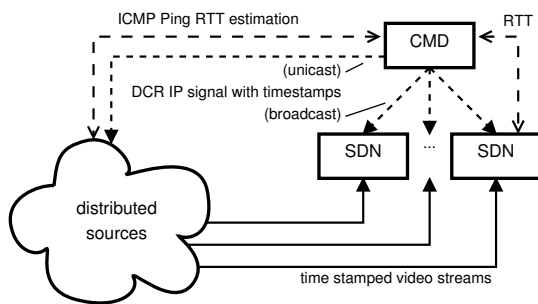 ICMP Ping RTT estimation
RTT
CMD
(unicast)
DCR IP signal with timestamps
(broadcast)
SDN
...
SDN
distributed
sources
time stamped video streams